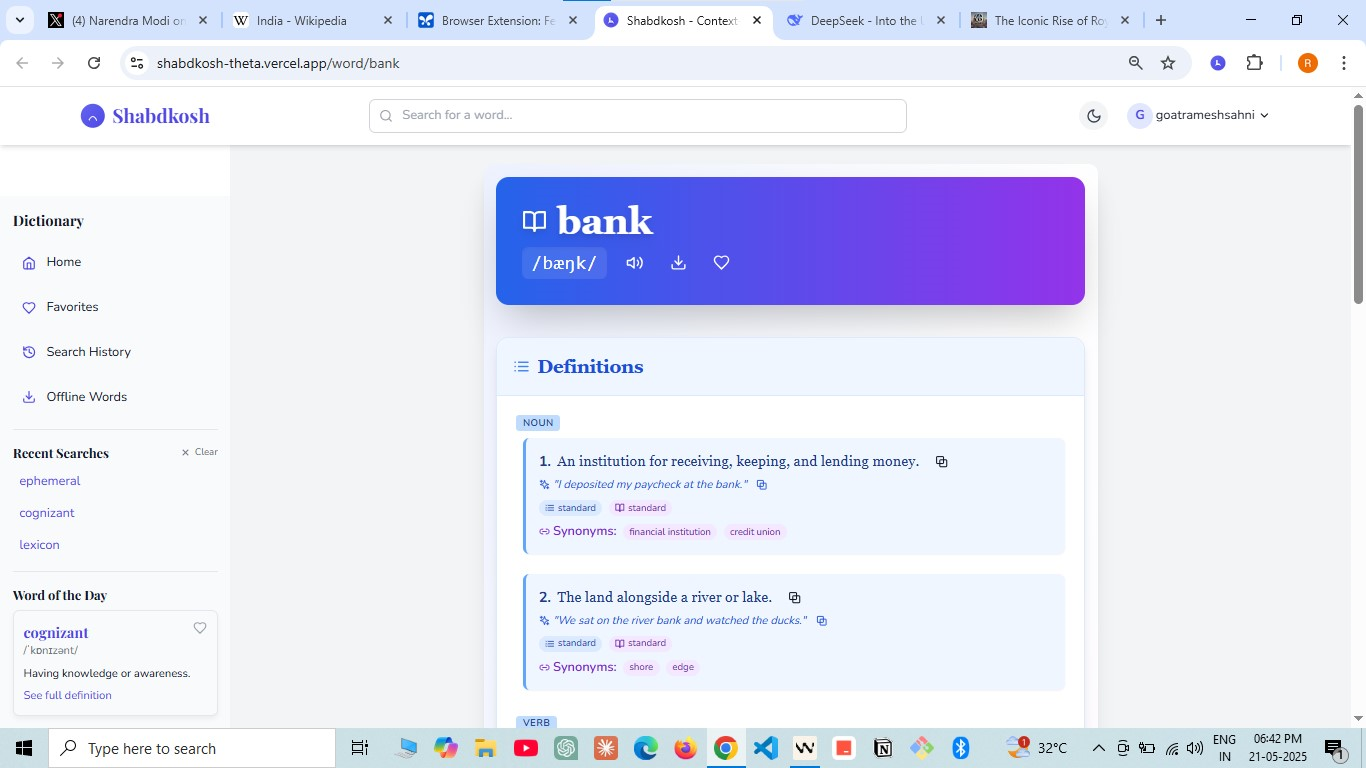 (4) Narendra Modi on
India - Wikipedia
Browser Extension: Fe
Shabdkosh - Context
DeepSeek - Into the U
The Iconic Rise of Roy
shabdkosh-theta.vercel.app/word/bank
R
Shabdkosh
Search for a word...
G goatrameshsahni
Dictionary
Home
Favorites
Search History
Offline Words
Recent Searches
Clear
ephemeral
cognizant
lexicon
Word of the Day
cognizant
/ˈkɒnɪzənt/
Having knowledge or awareness.
See full definition
bank
/bæŋk/
Definitions
NOUN
1. An institution for receiving, keeping, and lending money.
"I deposited my paycheck at the bank."
standard standard
Synonyms: financial institution credit union
2. The land alongside a river or lake.
"We sat on the river bank and watched the ducks."
standard standard
Synonyms: shore edge
VERB
Type here to search
1
32°C
ENG
IN
06:42 PM
21-05-2025
1